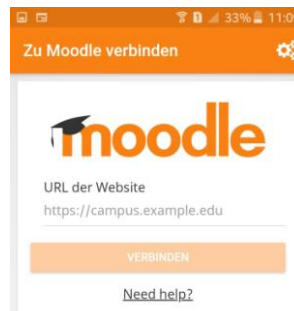 33% 11:0
Zu Moodle verbinden
moodle
URL der Website
https://campus.example.edu
VERBINDEN
Need help?